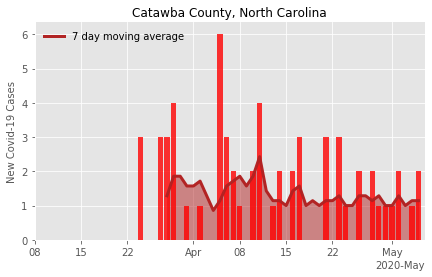 Catawba County, North Carolina
7 day moving average
New Covid-19 Cases
6
5
4
3
2
1
0
08 15 22 Apr 08 15 22 May
2020-May